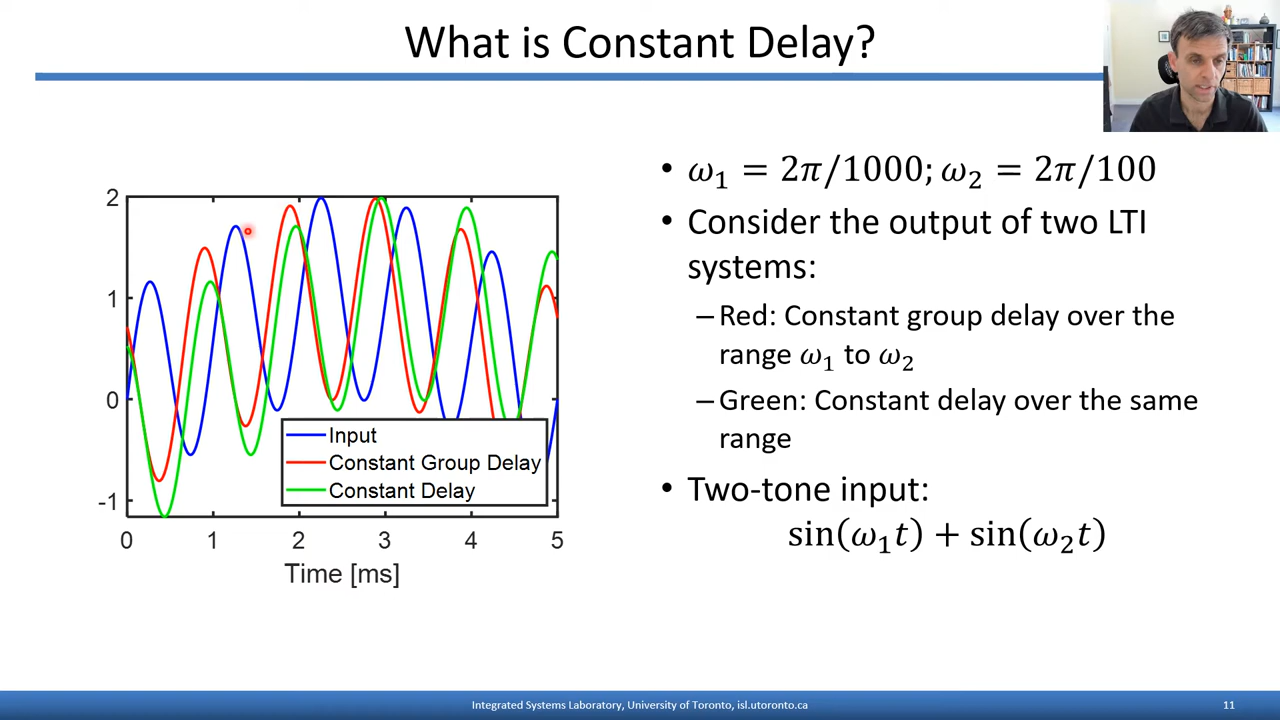 What is Constant Delay?
2
1
0
-1
0 1 2 3 4 5
Time [ms]
Input
Constant Group Delay
Constant Delay
• ω₁ = 2π/1000; ω₂ = 2π/100
• Consider the output of two LTI
systems:
– Red: Constant group delay over the
range ω₁ to ω₂
– Green: Constant delay over the same
range
• Two-tone input:
sin(ω₁t) + sin(ω₂t)
Integrated Systems Laboratory, University of Toronto, isl.utoronto.ca
11